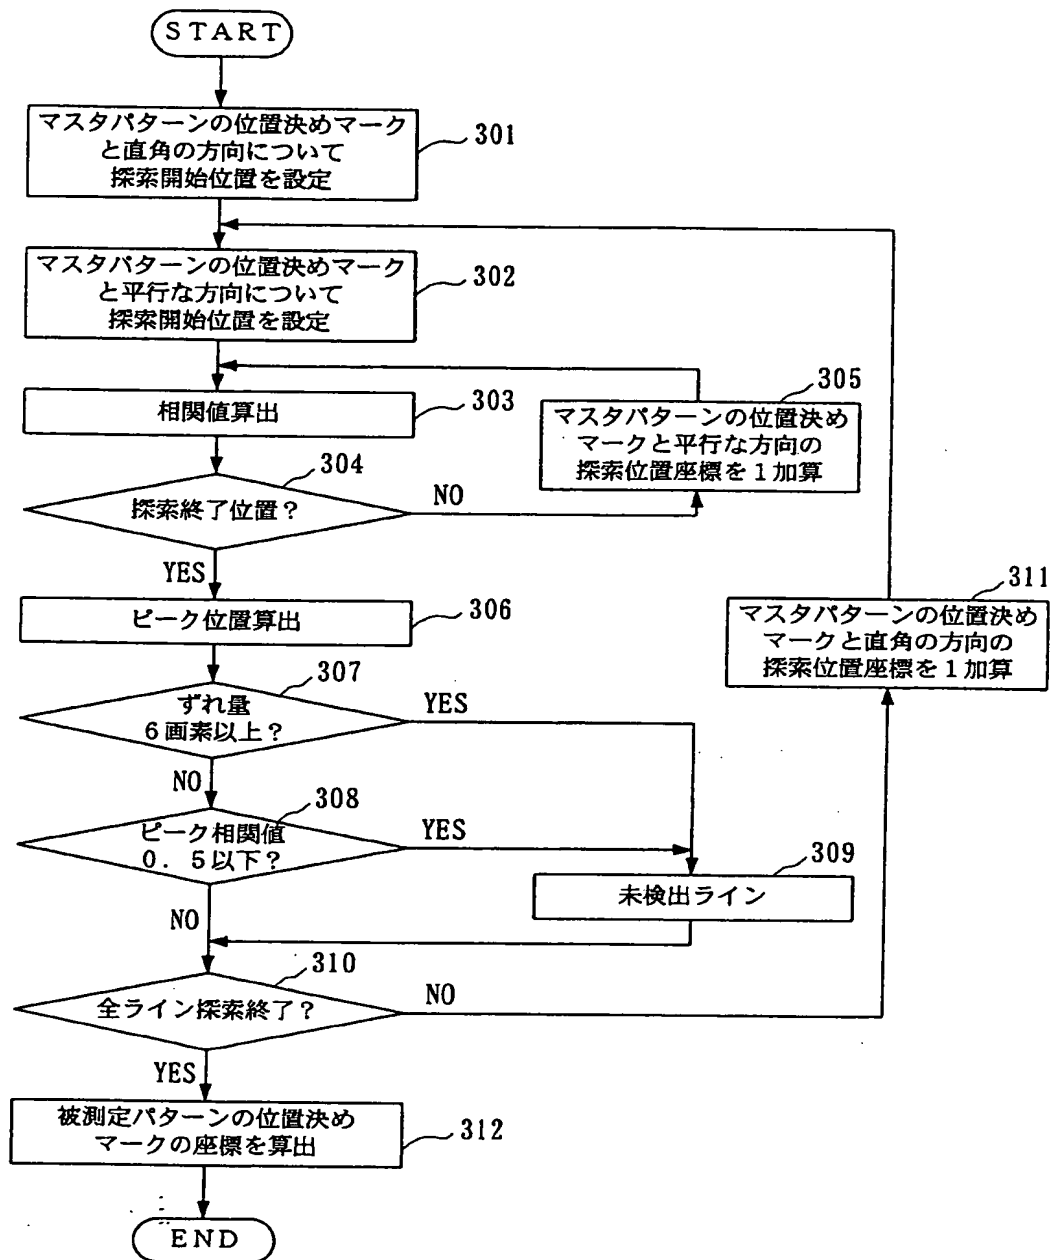 START
マスタパターンの位置決めマーク
と直角の方向について
探索開始位置を設定
301
マスタパターンの位置決めマーク
と平行な方向について
探索開始位置を設定
302
相関値算出
303
305
マスタパターンの位置決め
マークと平行な方向の
探索位置座標を1加算
304
探索終了位置?
NO
YES
ピーク位置算出
306
311
マスタパターンの位置決め
マークと直角の方向の
探索位置座標を1加算
307
ずれ量
6画素以上?
YES
NO
308
ピーク相関値
0.5以下?
YES
309
未検出ライン
NO
310
全ライン探索終了?
NO
YES
被測定パターンの位置決め
マークの座標を算出
312
END